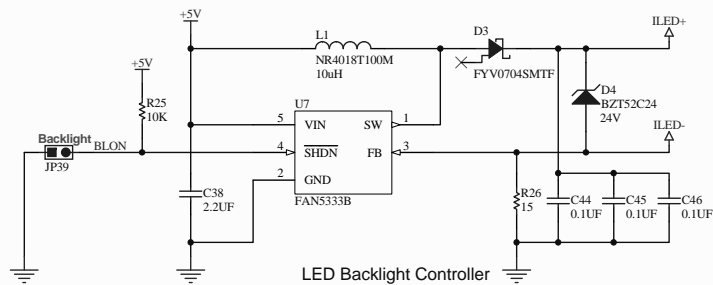 +5V
L1
NR4018T100M
10uH
D3
FYV0704SMTF
ILED+
+5V
R25
10K
U7
D4
BZT52C24
24V
5
VIN
SW
1
ILED-
Backlight
JP39
BLON
4
SHDN
FB
3
2
GND
FAN5333B
C38
2.2UF
R26
15
C44
0.1UF
C45
0.1UF
C46
0.1UF
LED Backlight Controller